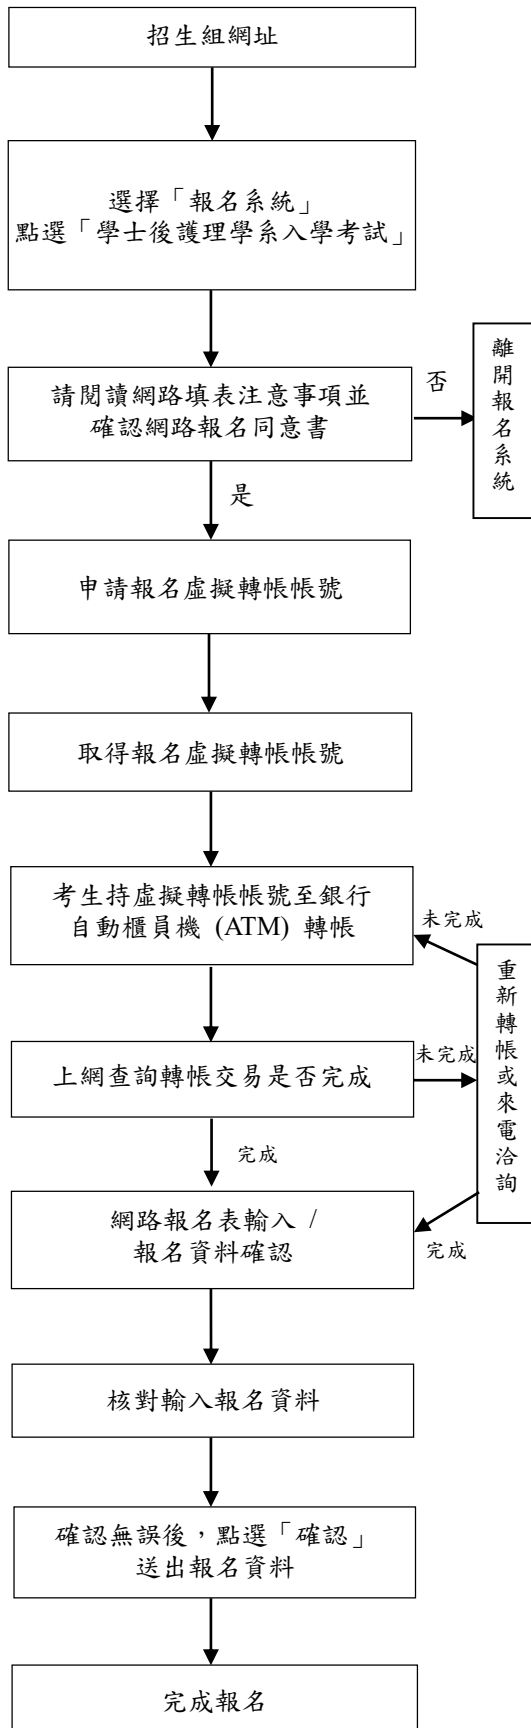 招生組網址
選擇「報名系統」
點選「學士後護理學系入學考試」
請閱讀網路填表注意事項並
確認網路報名同意書
否
離開報名系統
是
申請報名虛擬轉帳帳號
取得報名虛擬轉帳帳號
考生持虛擬轉帳帳號至銀行
自動櫃員機 (ATM) 轉帳
未完成
重新轉帳或來電洽詢
上網查詢轉帳交易是否完成
未完成
完成
網路報名表輸入 /
報名資料確認
完成
核對輸入報名資料
確認無誤後，點選「確認」
送出報名資料
完成報名